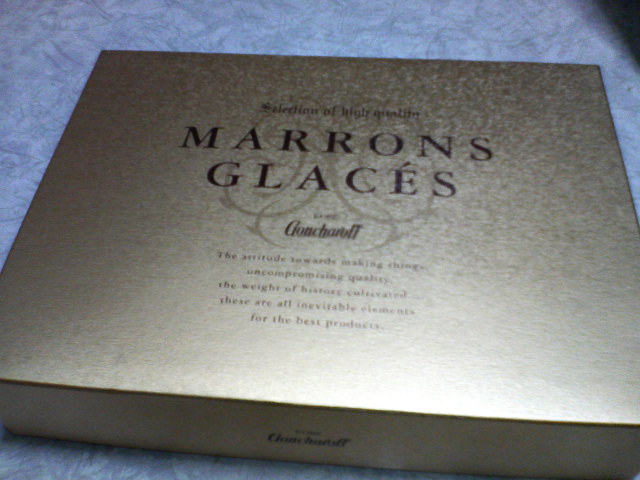 Selection of high quality
MARRONS
GLACÉS
Goncharoff
The attitude towards making things,
uncompromising quality,
the weight of history cultivated...
these are all inevitable elements
for the best products.
Goncharoff